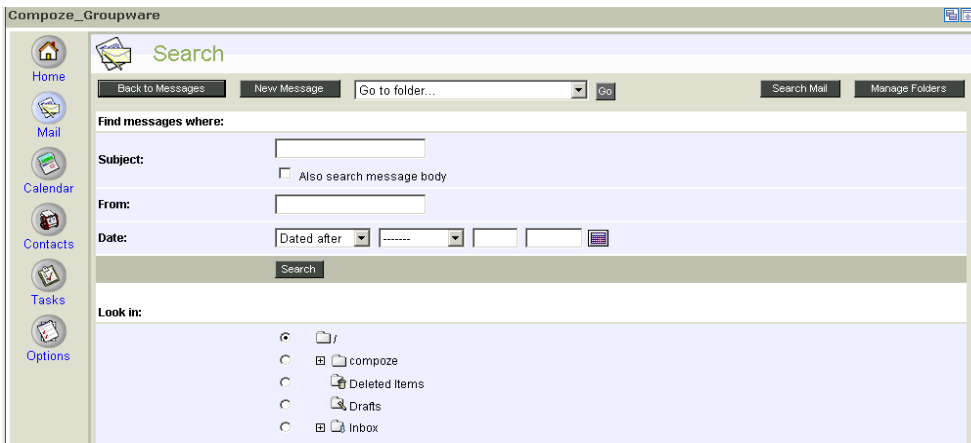 Compoze_Groupware
Home
Mail
Calendar
Contacts
Tasks
Options
Search
Back to Messages New Message Go to folder... Go Search Mail Manage Folders
Find messages where:
Subject:
Also search message body
From:
Date: Dated after -------
Search
Look in:
/
compoze
Deleted Items
Drafts
Inbox